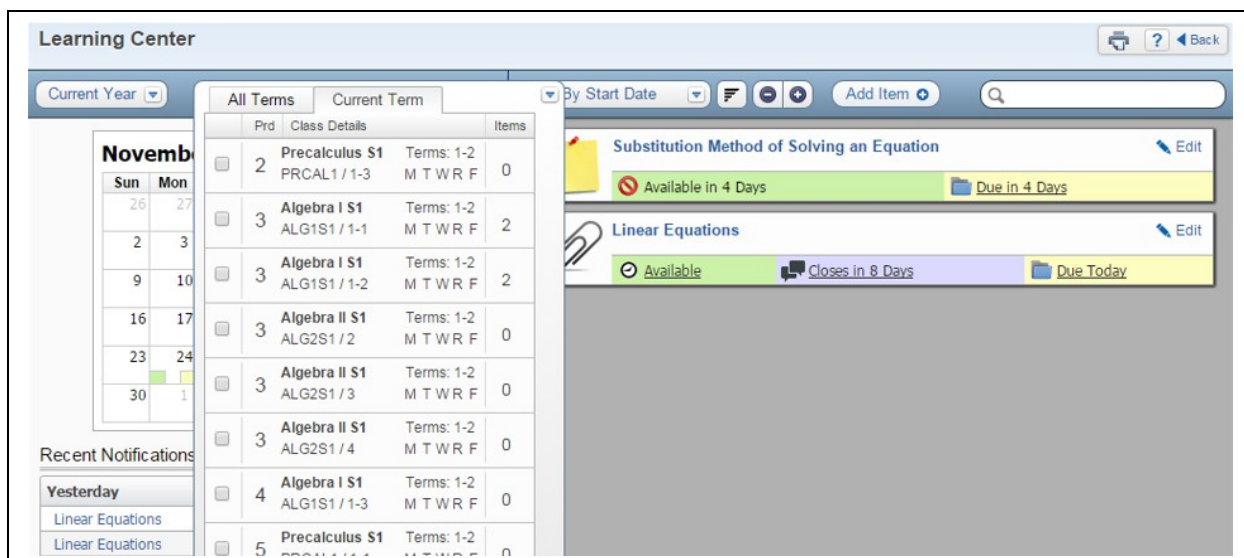 Learning Center
? Back
Current Year
All Terms Current Term
By Start Date
Add Item
Prd Class Details Items
2 Precalculus S1 Terms: 1-2
PRCAL1 / 1-3 M T W R F 0
3 Algebra I S1 Terms: 1-2
ALG1S1 / 1-1 M T W R F 2
3 Algebra I S1 Terms: 1-2
ALG1S1 / 1-2 M T W R F 2
3 Algebra II S1 Terms: 1-2
ALG2S1 / 2 M T W R F 0
3 Algebra II S1 Terms: 1-2
ALG2S1 / 3 M T W R F 0
3 Algebra II S1 Terms: 1-2
ALG2S1 / 4 M T W R F 0
4 Algebra I S1 Terms: 1-2
ALG1S1 / 1-3 M T W R F 0
5 Precalculus S1 Terms: 1-2
Novemb
Sun Mon
26 27
2 3
9 10
16 17
23 24
30 1
Recent Notifications
Yesterday
Linear Equations
Linear Equations
Substitution Method of Solving an Equation Edit
Available in 4 Days Due in 4 Days
Linear Equations Edit
Available Closes in 8 Days Due Today